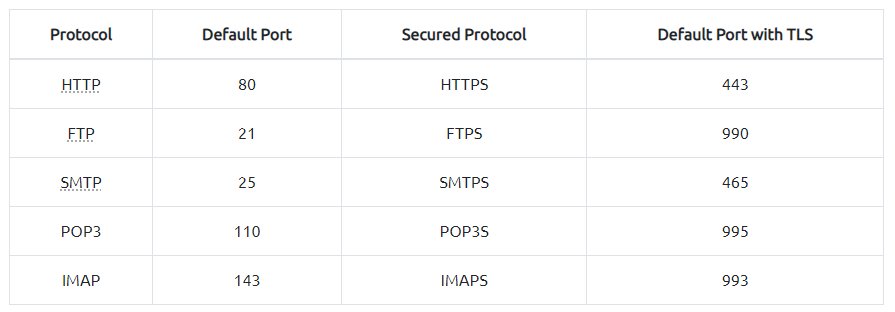 Protocol Default Port Secured Protocol Default Port with TLS
HTTP 80 HTTPS 443
FTP 21 FTPS 990
SMTP 25 SMTPS 465
POP3 110 POP3S 995
IMAP 143 IMAPS 993